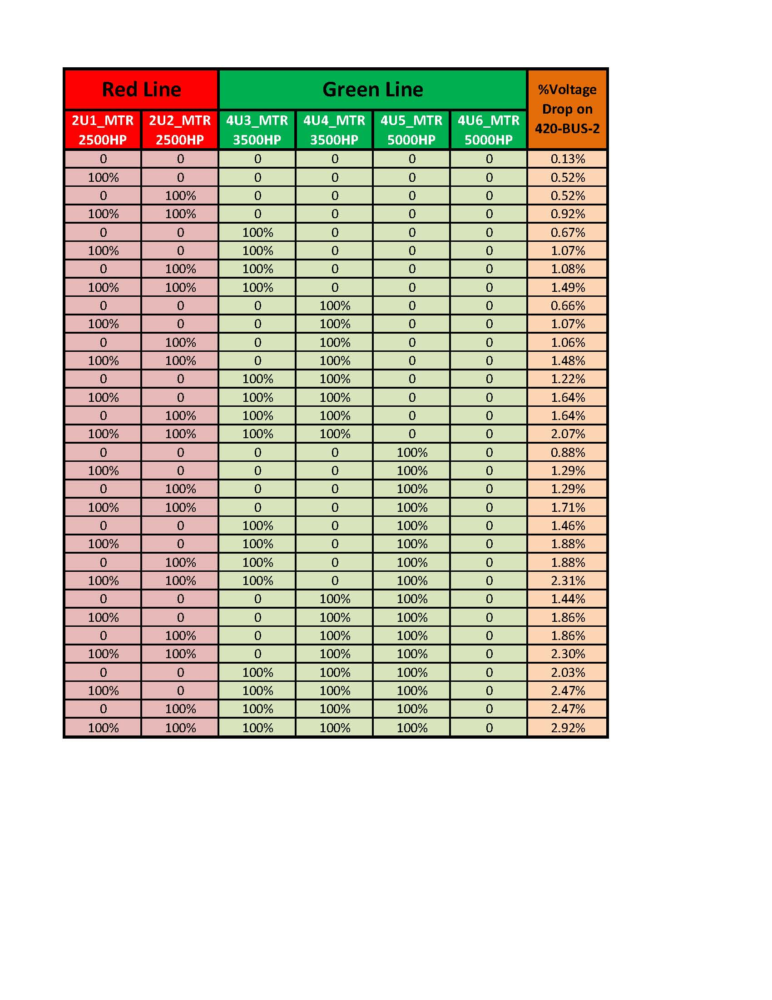 Red Line Green Line %Voltage Drop on 420-BUS-2
2U1_MTR 2500HP 2U2_MTR 2500HP 4U3_MTR 3500HP 4U4_MTR 3500HP 4U5_MTR 5000HP 4U6_MTR 5000HP
0 0 0 0 0 0 0.13%
100% 0 0 0 0 0 0.52%
0 100% 0 0 0 0 0.52%
100% 100% 0 0 0 0 0.92%
0 0 100% 0 0 0 0.67%
100% 0 100% 0 0 0 1.07%
0 100% 100% 0 0 0 1.08%
100% 100% 100% 0 0 0 1.49%
0 0 0 100% 0 0 0.66%
100% 0 0 100% 0 0 1.07%
0 100% 0 100% 0 0 1.06%
100% 100% 0 100% 0 0 1.48%
0 0 100% 100% 0 0 1.22%
100% 0 100% 100% 0 0 1.64%
0 100% 100% 100% 0 0 1.64%
100% 100% 100% 100% 0 0 2.07%
0 0 0 0 100% 0 0.88%
100% 0 0 0 100% 0 1.29%
0 100% 0 0 100% 0 1.29%
100% 100% 0 0 100% 0 1.71%
0 0 100% 0 100% 0 1.46%
100% 0 100% 0 100% 0 1.88%
0 100% 100% 0 100% 0 1.88%
100% 100% 100% 0 100% 0 2.31%
0 0 0 100% 100% 0 1.44%
100% 0 0 100% 100% 0 1.86%
0 100% 0 100% 100% 0 1.86%
100% 100% 0 100% 100% 0 2.30%
0 0 100% 100% 100% 0 2.03%
100% 0 100% 100% 100% 0 2.47%
0 100% 100% 100% 100% 0 2.47%
100% 100% 100% 100% 100% 0 2.92%